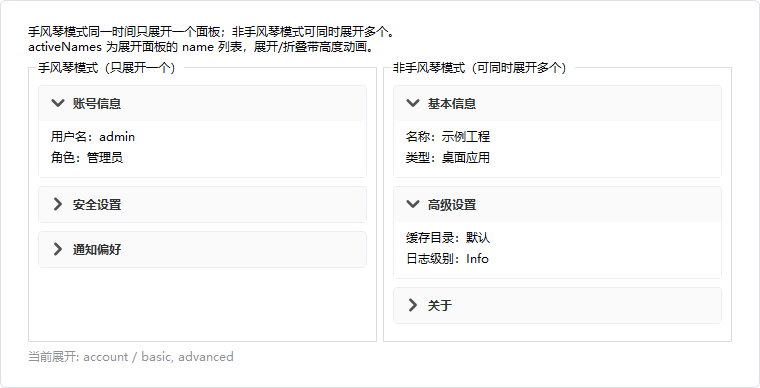 手风琴模式同一时间只展开一个面板；非手风琴模式可同时展开多个。
activeNames 为展开面板的 name 列表，展开/折叠带高度动画。
手风琴模式（只展开一个）
账号信息
用户名：admin
角色：管理员
安全设置
通知偏好
非手风琴模式（可同时展开多个）
基本信息
名称：示例工程
类型：桌面应用
高级设置
缓存目录：默认
日志级别：Info
关于
当前展开: account / basic, advanced